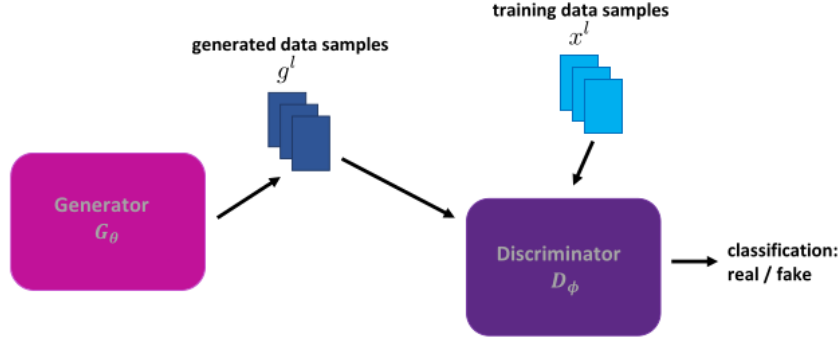 training data samples
x^l
generated data samples
g^l
Generator
G_θ
Discriminator
D_ϕ
classification:
real / fake